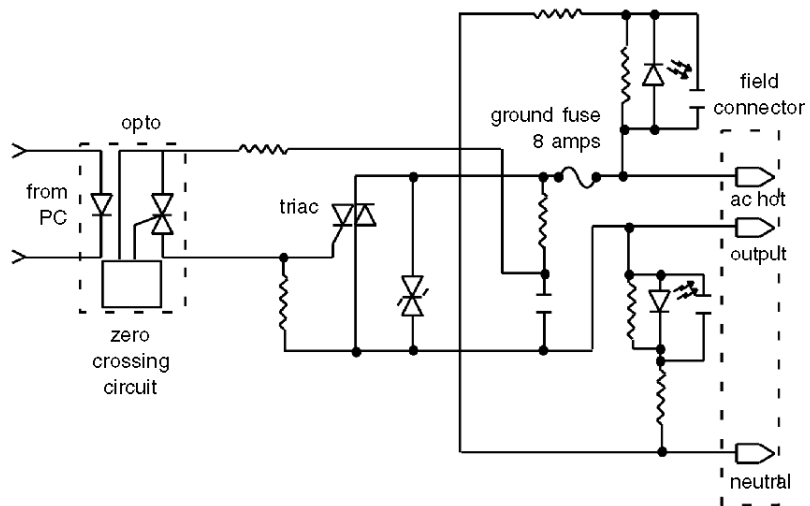 field
connector
ground fuse
8 amps
opto
from
PC
triac
ac hot
output
zero
crossing
circuit
neutral